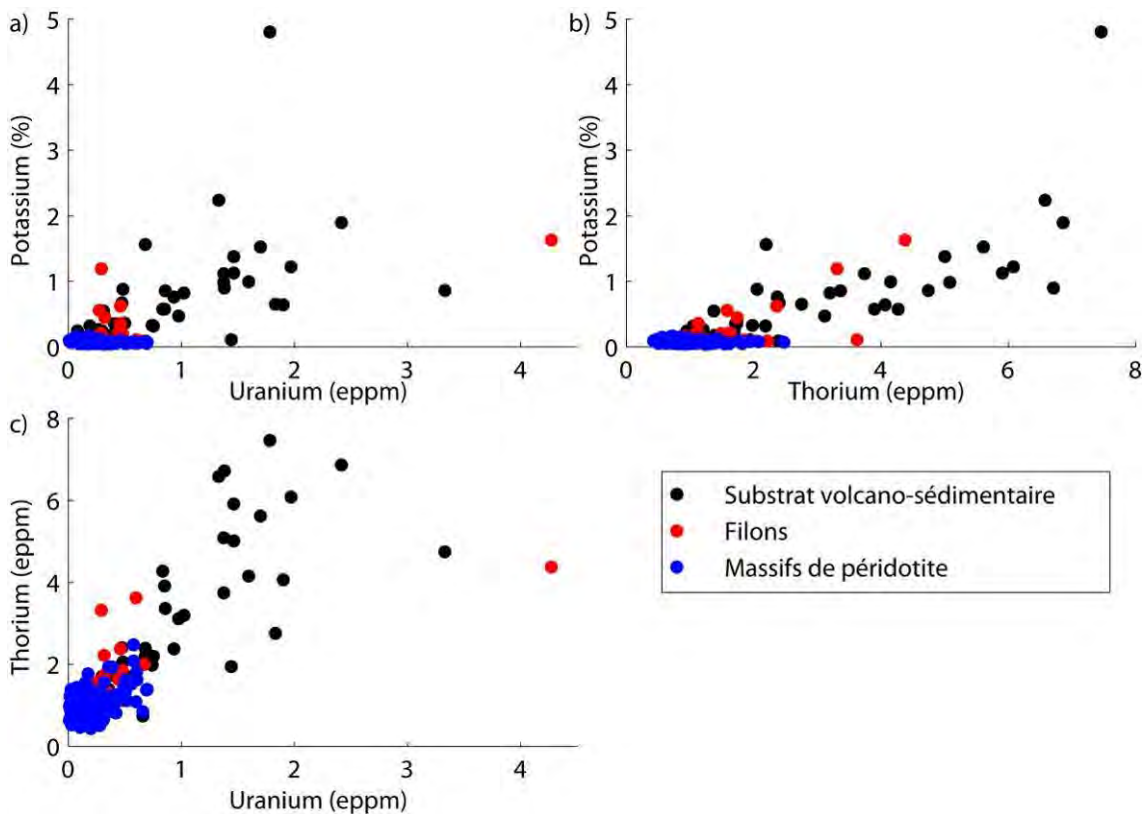 a)
5
4
3
2
1
0
Potassium (%)
0 1 2 3 4
Uranium (eppm)
b)
5
4
3
2
1
0
Potassium (%)
0 2 4 6 8
Thorium (eppm)
c)
8
6
4
2
0
Thorium (eppm)
0 1 2 3 4
Uranium (eppm)
Substrat volcano-sédimentaire
Filons
Massifs de péridotite